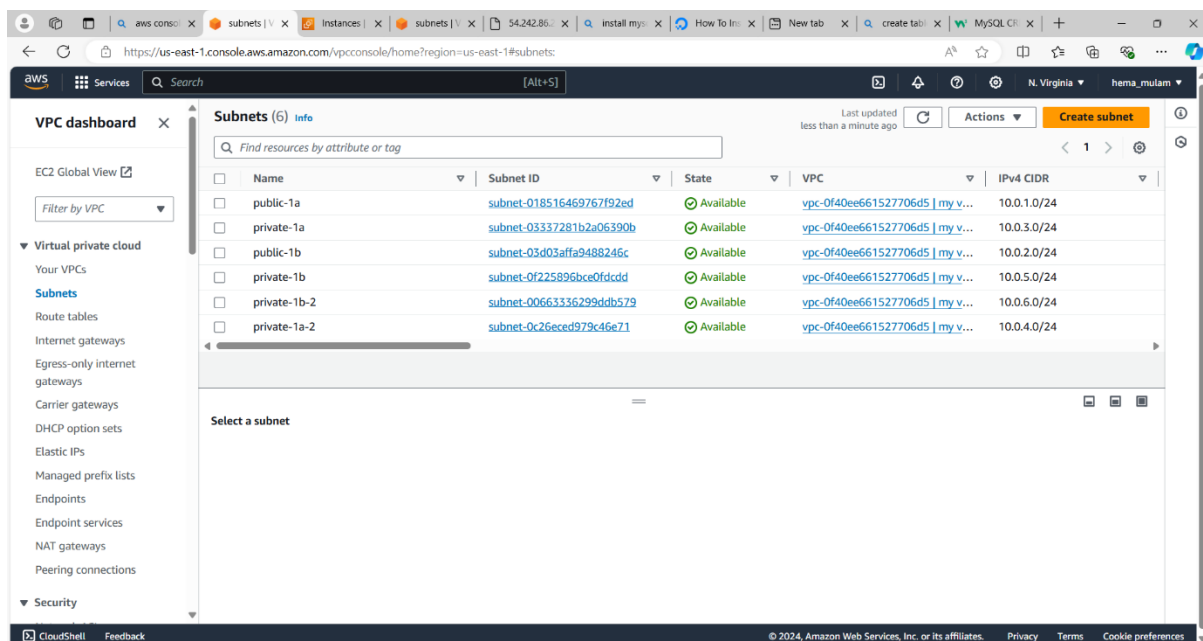 aws consol
subnets | V
Instances |
subnets | V
54.242.86.2
install mysq
How To Ins
New tab
create tabl
MySQL CR
https://us-east-1.console.aws.amazon.com/vpcconsole/home?region=us-east-1#subnets:
aws
Services
Search
[Alt+S]
N. Virginia
hema_mulam
VPC dashboard
EC2 Global View
Filter by VPC
Virtual private cloud
Your VPCs
Subnets
Route tables
Internet gateways
Egress-only internet
gateways
Carrier gateways
DHCP option sets
Elastic IPs
Managed prefix lists
Endpoints
Endpoint services
NAT gateways
Peering connections
Security
Subnets (6) Info
Last updated
less than a minute ago
Actions
Create subnet
Find resources by attribute or tag
1
Name Subnet ID State VPC IPv4 CIDR
public-1a subnet-018516469767f92ed Available vpc-0f40ee661527706d5 | my v... 10.0.1.0/24
private-1a subnet-03337281b2a06390b Available vpc-0f40ee661527706d5 | my v... 10.0.3.0/24
public-1b subnet-03d03affa9488246c Available vpc-0f40ee661527706d5 | my v... 10.0.2.0/24
private-1b subnet-0f225896bce0fdcdd Available vpc-0f40ee661527706d5 | my v... 10.0.5.0/24
private-1b-2 subnet-00663336299ddb579 Available vpc-0f40ee661527706d5 | my v... 10.0.6.0/24
private-1a-2 subnet-0c26eced979c46e71 Available vpc-0f40ee661527706d5 | my v... 10.0.4.0/24
Select a subnet
CloudShell Feedback
© 2024, Amazon Web Services, Inc. or its affiliates. Privacy Terms Cookie preferences